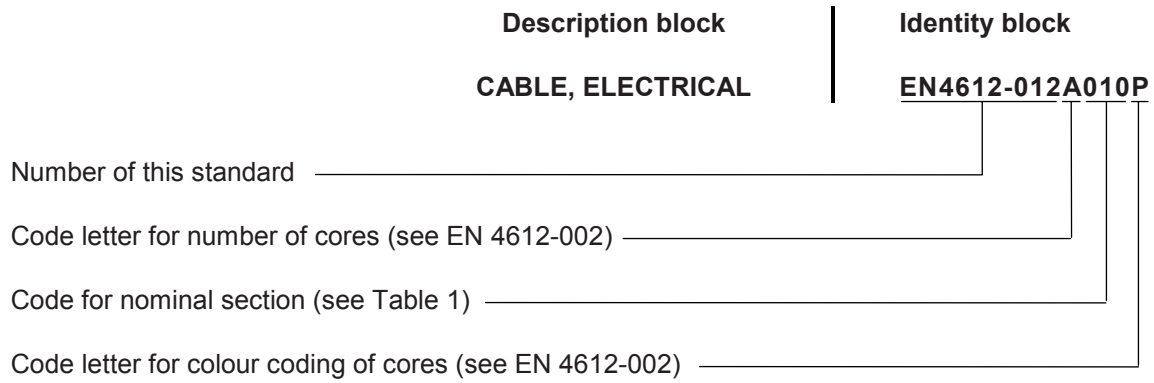 Description block Identity block
CABLE, ELECTRICAL EN4612-012A010P
Number of this standard
Code letter for number of cores (see EN 4612-002)
Code for nominal section (see Table 1)
Code letter for colour coding of cores (see EN 4612-002)